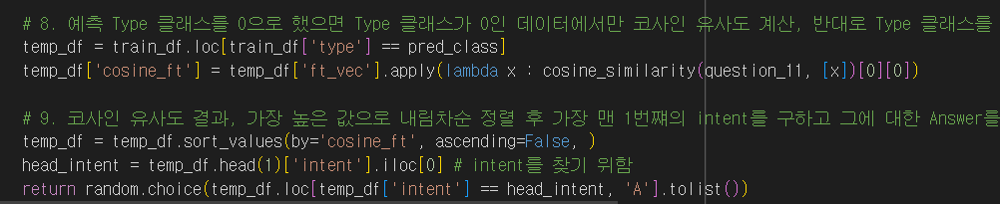 # 8. 예측 Type 클래스를 0으로 했으면 Type 클래스가 0인 데이터에서만 코사인 유사도 계산, 반대로 Type 클래스를
temp_df = train_df.loc[train_df['type'] == pred_class]
temp_df['cosine_ft'] = temp_df['ft_vec'].apply(lambda x : cosine_similarity(question_11, [x])[0][0])
# 9. 코사인 유사도 결과, 가장 높은 값으로 내림차순 정렬 후 가장 맨 1번쨰의 intent를 구하고 그에 대한 Answer를
temp_df = temp_df.sort_values(by='cosine_ft', ascending=False, )
head_intent = temp_df.head(1)['intent'].iloc[0] # intent를 찾기 위함
return random.choice(temp_df.loc[temp_df['intent'] == head_intent, 'A'].tolist())